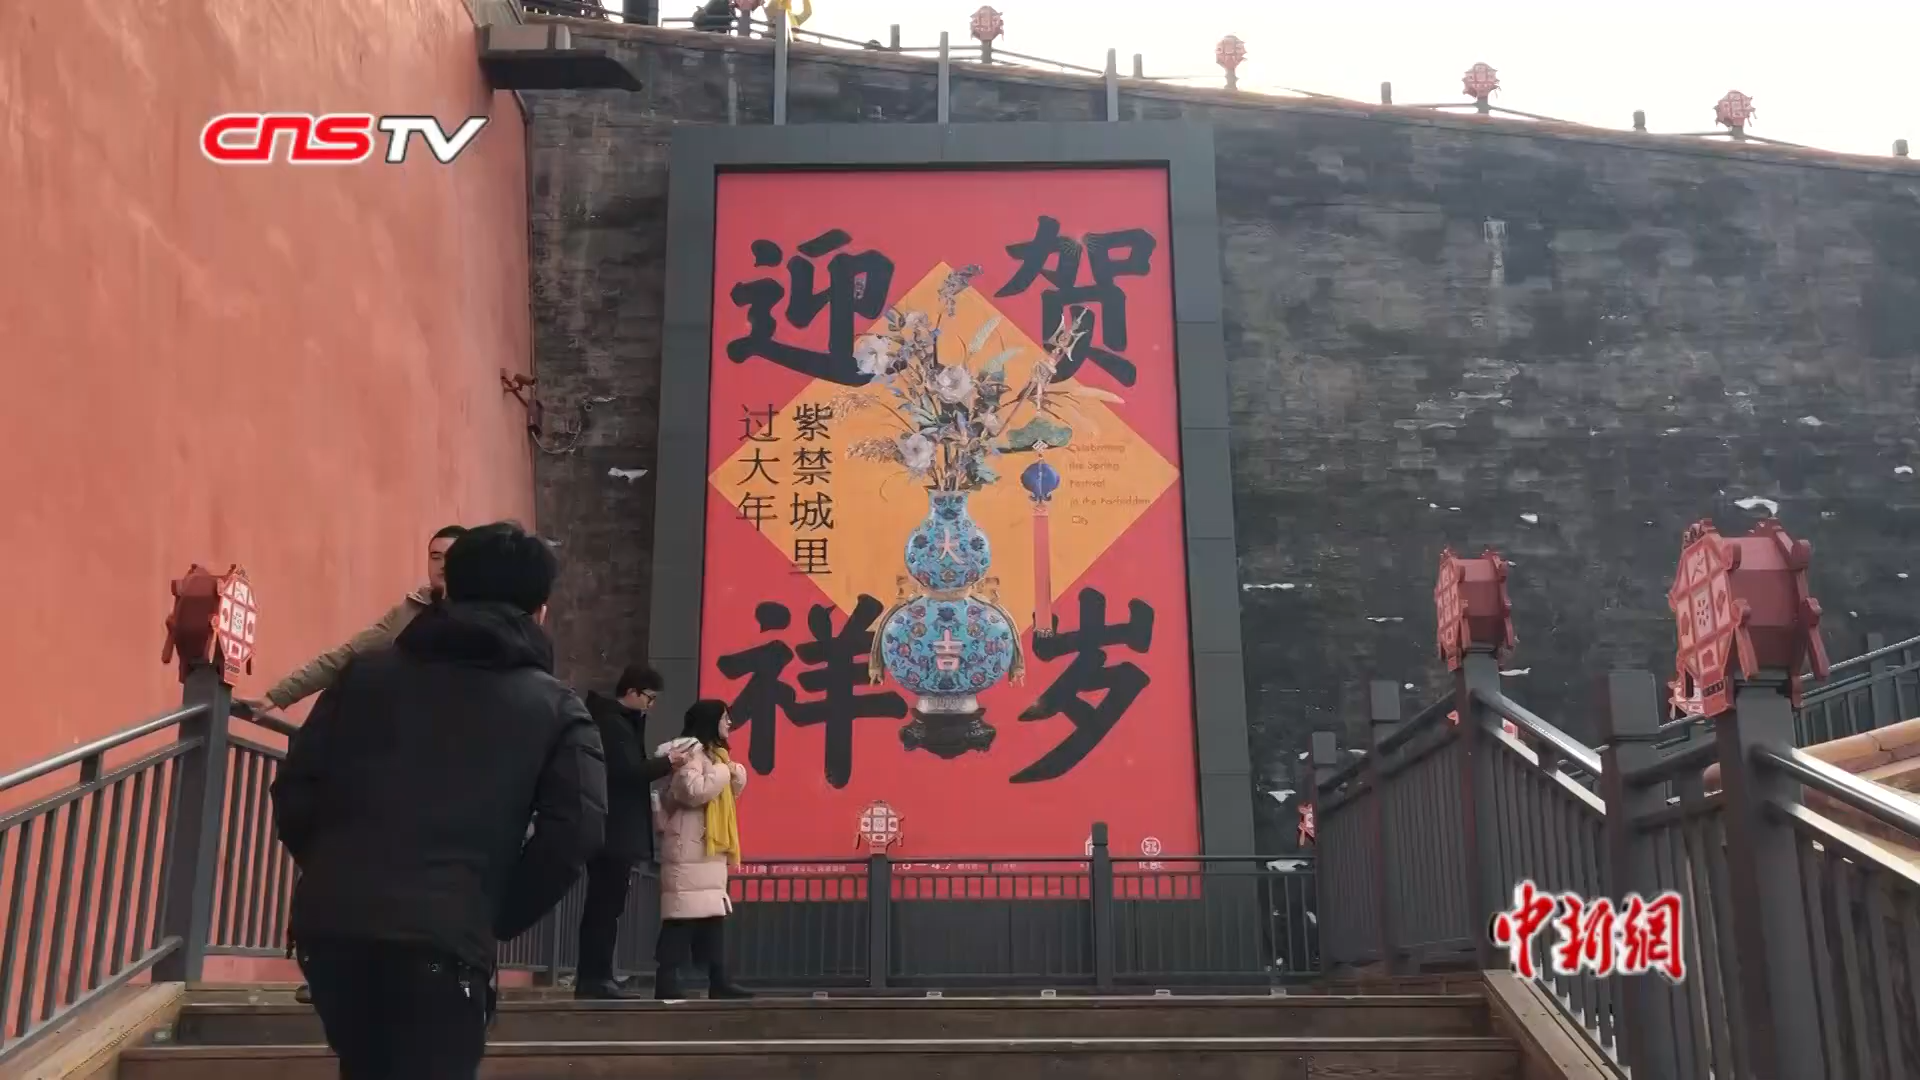 CNSTV
贺
岁
迎
祥
紫禁城里
过大年
Celebrating
the Spring
Festival
in the Forbidden
City
大
吉
中新網